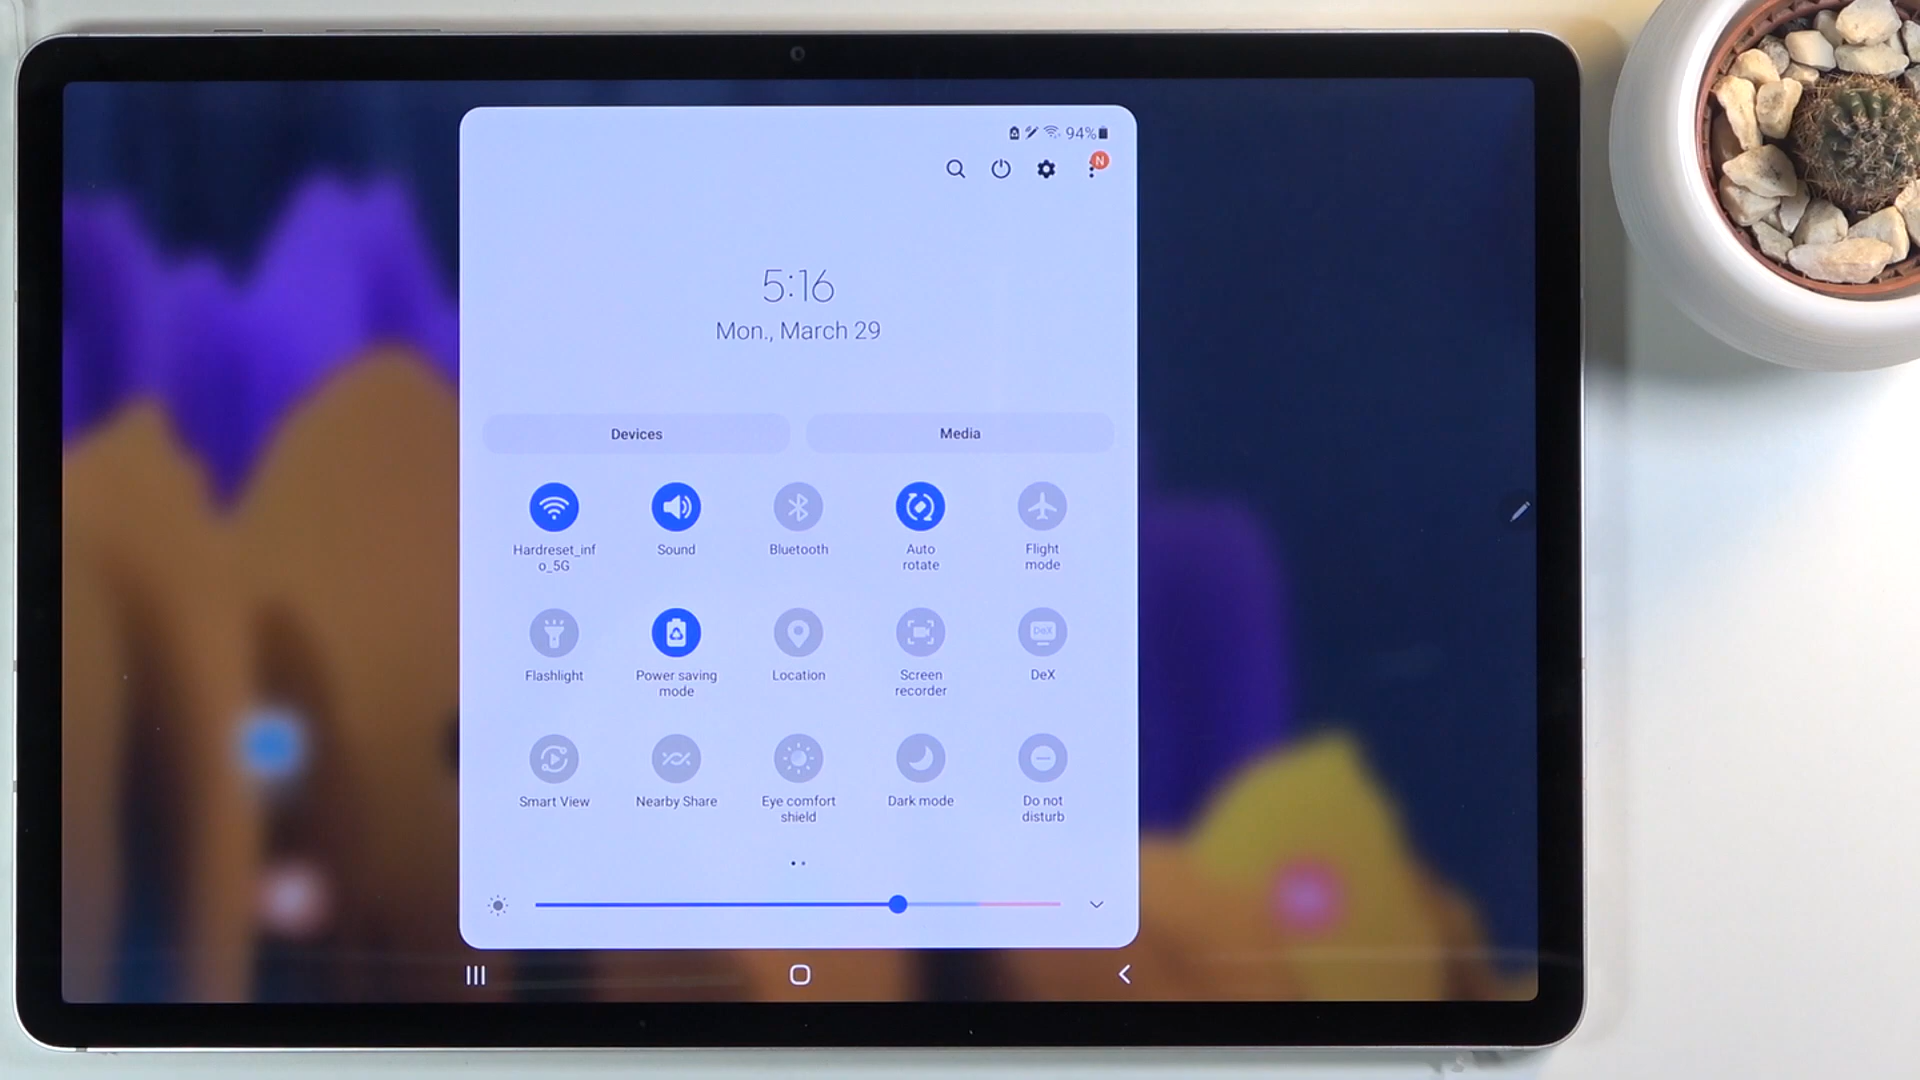 94%
N
5:16
Mon., March 29
Devices Media
Hardreset_inf
o_5G
Sound
Bluetooth
Auto
rotate
Flight
mode
Flashlight
Power saving
mode
Location
Screen
recorder
DeX
DeX
Smart View
Nearby Share
Eye comfort
shield
Dark mode
Do not
disturb